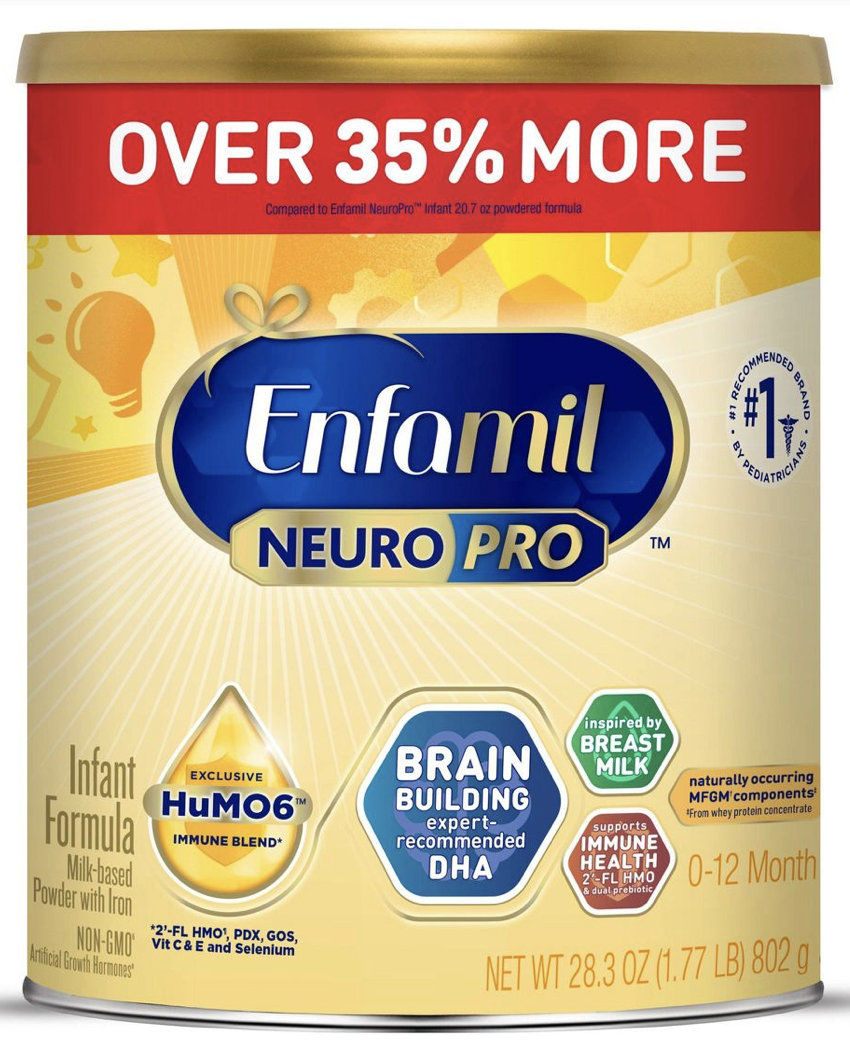 OVER 35% MORE
Compared to Enfamil NeuroPro™ Infant 20.7 oz powdered formula
Enfamil
NEURO PRO ™
#1 RECOMMENDED BRAND
#1
BY PEDIATRICIANS
EXCLUSIVE
HuMO6™
IMMUNE BLEND*
*2'-FL HMO¹, PDX, GOS,
Vit C & E and Selenium
Infant
Formula
Milk-based
Powder with Iron
NON-GMO
Artificial Growth Hormones
BRAIN
BUILDING
expert-
recommended
DHA
inspired by
BREAST
MILK
supports
IMMUNE
HEALTH
2'-FL HMO
& dual prebiotic
naturally occurring
MFGM components‡
‡From whey protein concentrate
0-12 Month
NET WT 28.3 OZ (1.77 LB) 802 g